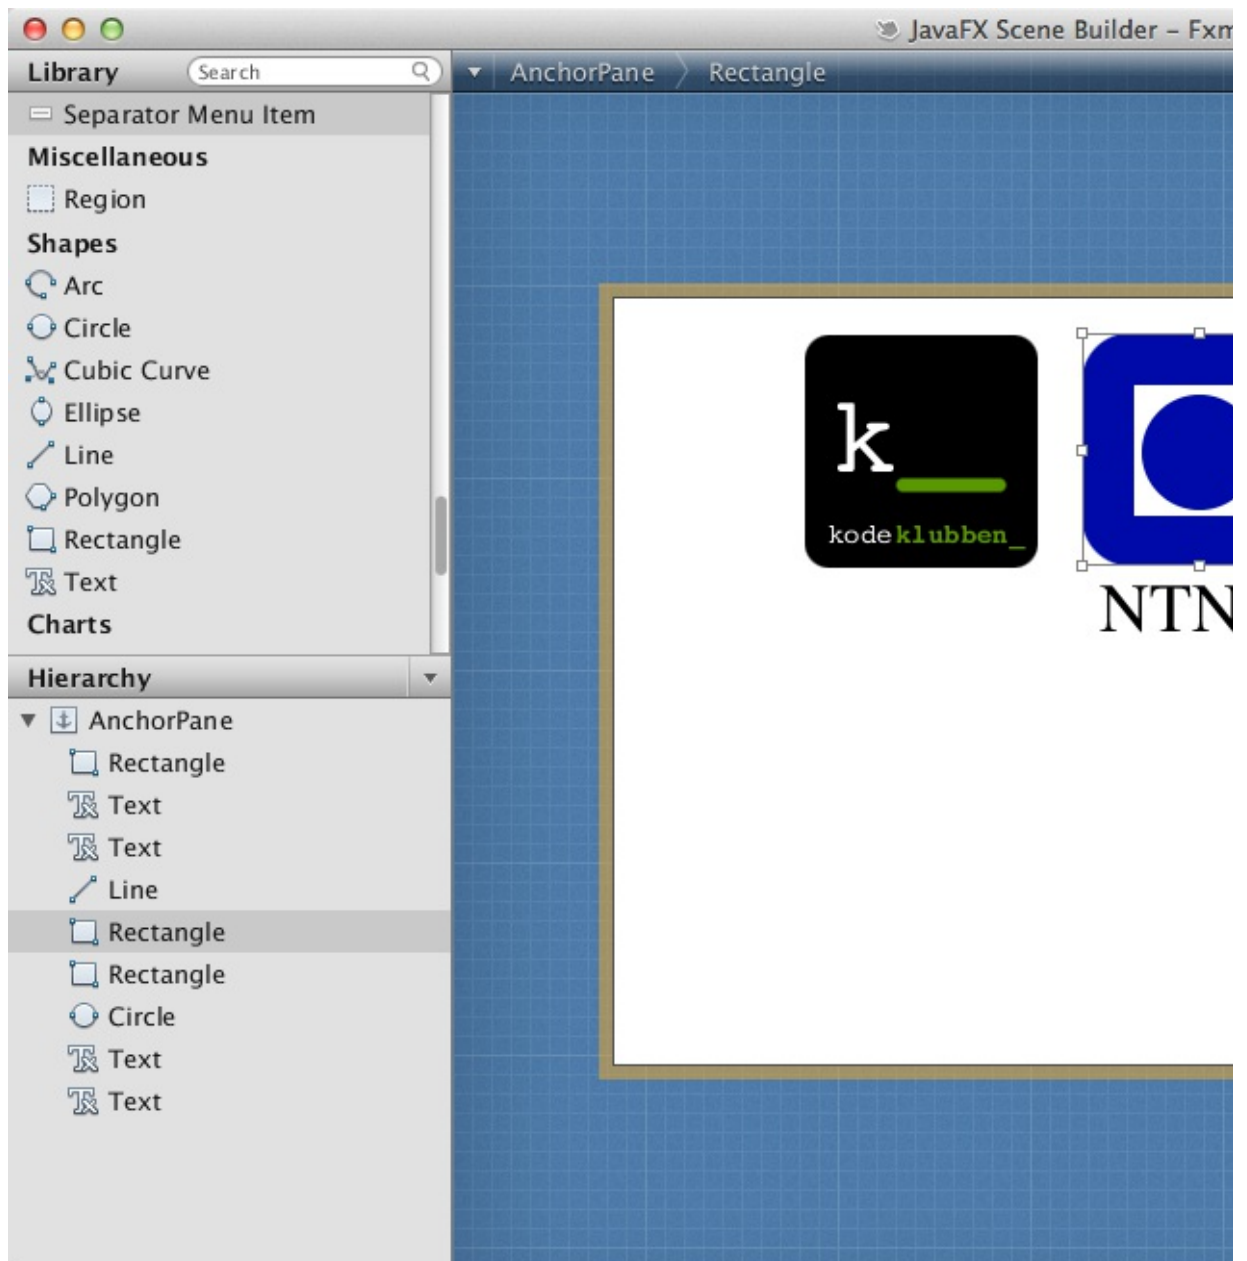 JavaFX Scene Builder – Fxm
Library
Search
AnchorPane
Rectangle
Separator Menu Item
Miscellaneous
Region
Shapes
Arc
Circle
Cubic Curve
Ellipse
Line
Polygon
Rectangle
Text
Charts
Hierarchy
AnchorPane
Rectangle
Text
Text
Line
Rectangle
Rectangle
Circle
Text
Text
k
kodeklubben_
NTN